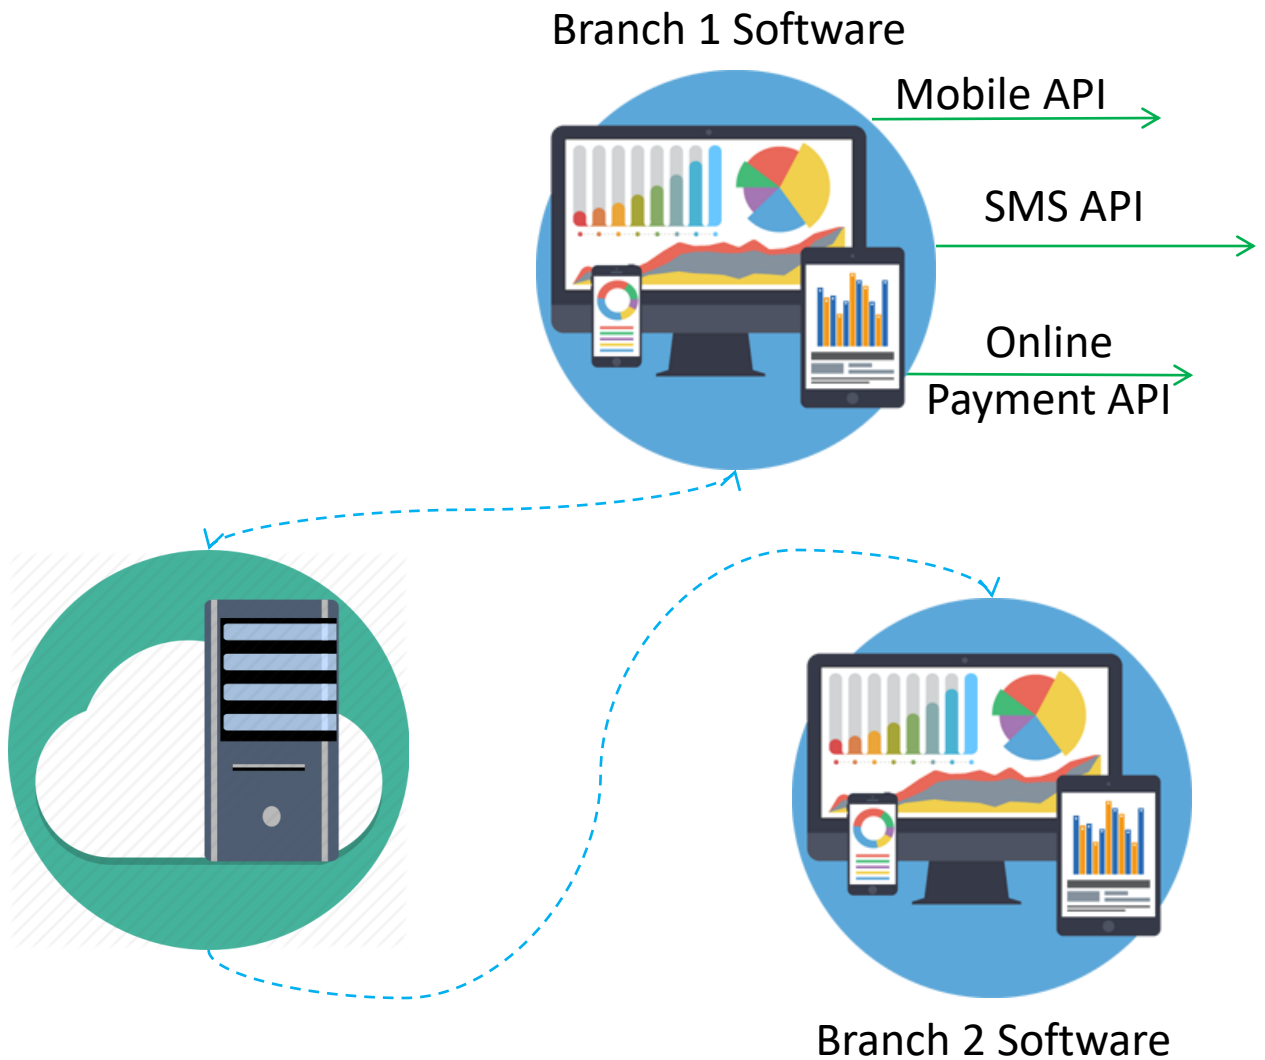 Branch 1 Software
Mobile API
SMS API
Online
Payment API
Branch 2 Software